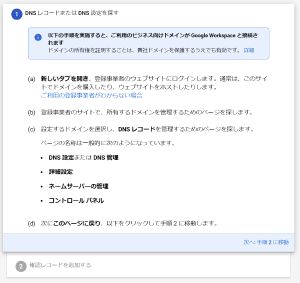 1 DNS レコードまたは DNS 設定を探す
以下の手順を実施すると、ご利用のビジネス向けドメインが Google Workspace と接続さ
れます
ドメインの所有権を証明することは、貴社ドメインを保護するうえでも有効です。 詳細
(a) 新しいタブを開き、登録事業者のウェブサイトにログインします。通常は、このサイ
トでドメインを購入したり、ウェブサイトをホストしたりします。
ご利用の登録事業者がわからない場合
(b) 登録事業者のサイトで、所有するドメインを管理するためのページを探します。
(c) 設定するドメインを選択し、DNS レコードを管理するためのページを探します。
ページの名称は一般的に次のようになっています。
• DNS 設定または DNS 管理
• 詳細設定
• ネームサーバーの管理
• コントロール パネル
(d) 次にこのページに戻り、以下をクリックして手順 2 に移動します。
次へ: 手順 2 に移動
2 確認レコードを追加する